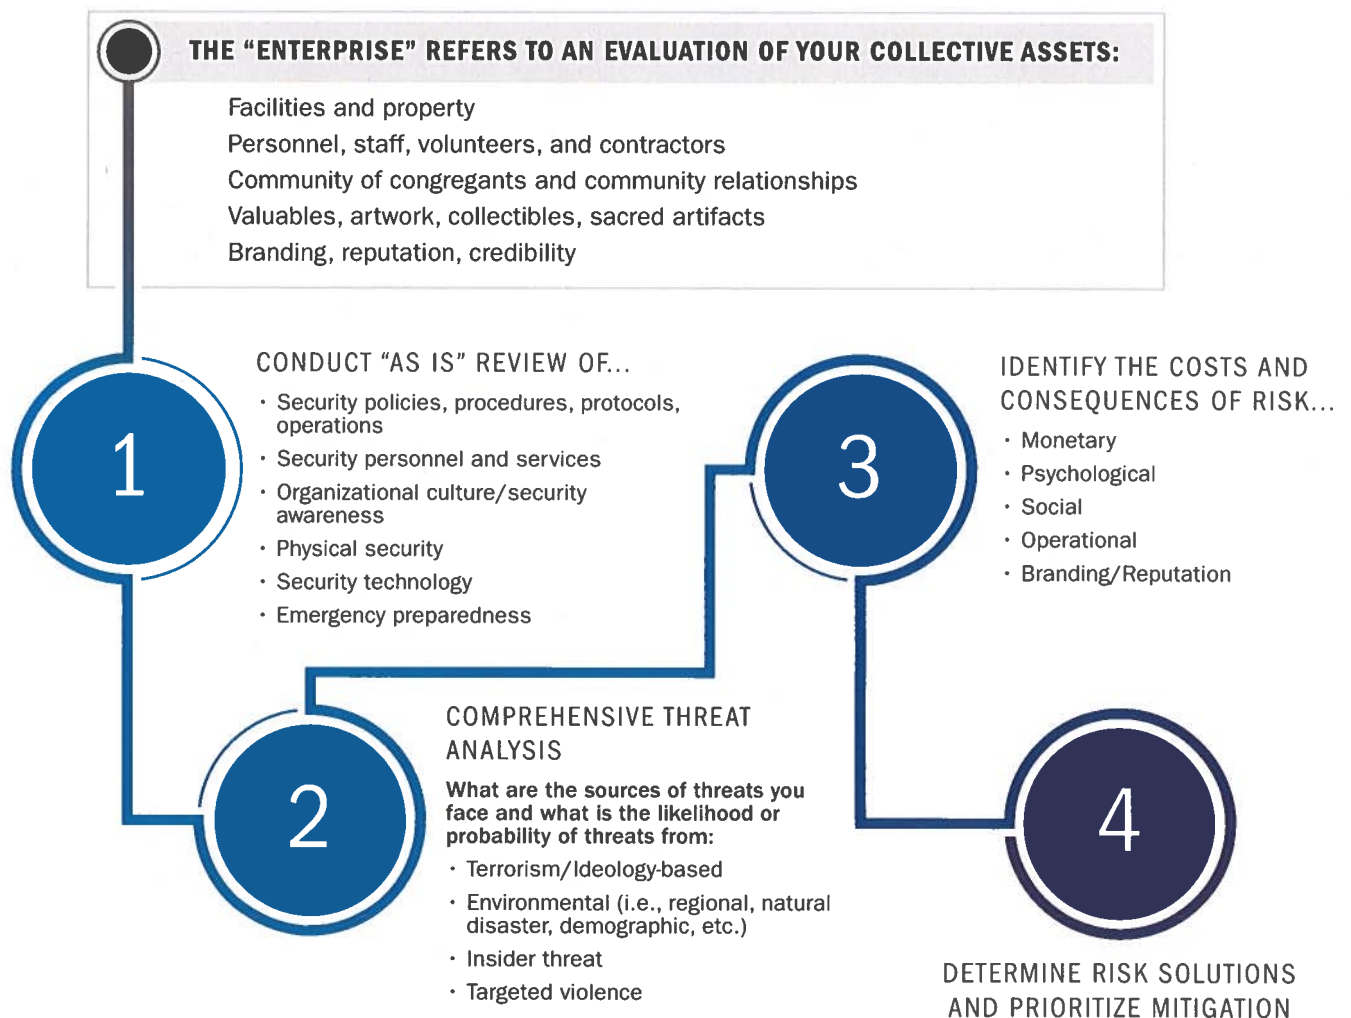 THE “ENTERPRISE” REFERS TO AN EVALUATION OF YOUR COLLECTIVE ASSETS:
Facilities and property
Personnel, staff, volunteers, and contractors
Community of congregants and community relationships
Valuables, artwork, collectibles, sacred artifacts
Branding, reputation, credibility
1
CONDUCT “AS IS” REVIEW OF...
· Security policies, procedures, protocols,
operations
· Security personnel and services
· Organizational culture/security
awareness
· Physical security
· Security technology
· Emergency preparedness
2
COMPREHENSIVE THREAT
ANALYSIS
What are the sources of threats you
face and what is the likelihood or
probability of threats from:
· Terrorism/Ideology-based
· Environmental (i.e., regional, natural
disaster, demographic, etc.)
· Insider threat
· Targeted violence
3
IDENTIFY THE COSTS AND
CONSEQUENCES OF RISK...
· Monetary
· Psychological
· Social
· Operational
· Branding/Reputation
4
DETERMINE RISK SOLUTIONS
AND PRIORITIZE MITIGATION